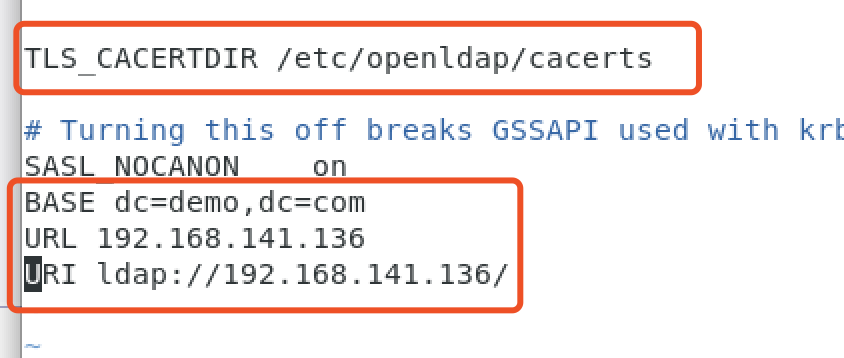 TLS_CACERTDIR /etc/openldap/cacerts
# Turning this off breaks GSSAPI used with krb
SASL_NOCANON    on
BASE dc=demo,dc=com
URL 192.168.141.136
URI ldap://192.168.141.136/
~